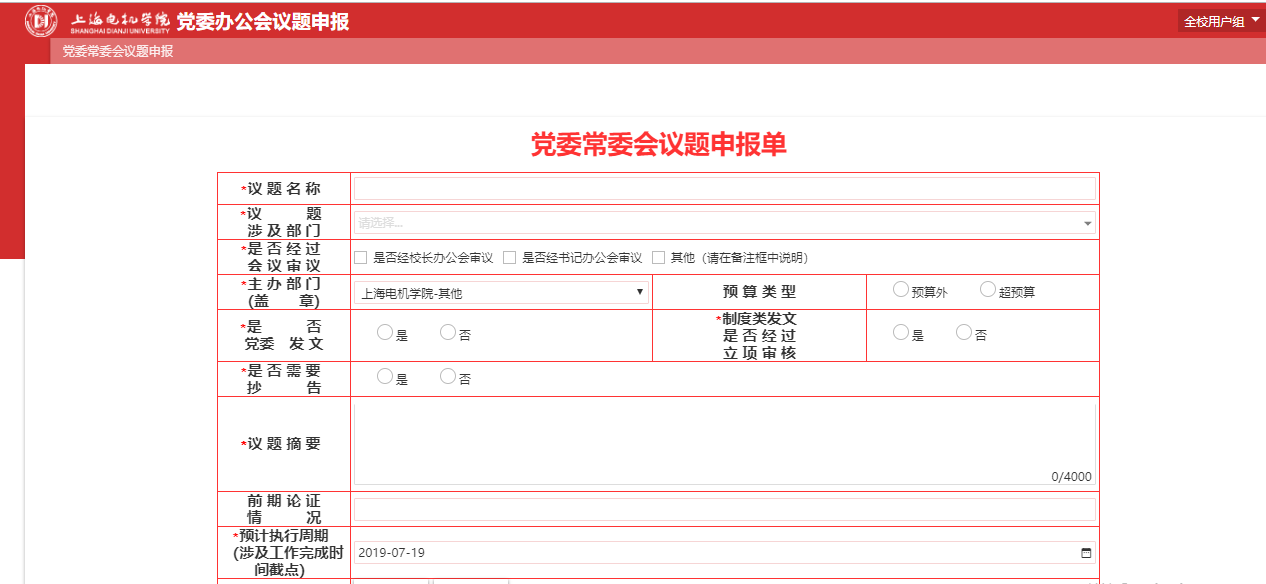 上海电机学院 党委办公会议题申报
SHANGHAI DIANJI UNIVERSITY
全校用户组
党委常委会议题申报
党委常委会议题申报单
*议题名称
*议题
涉及部门
请选择...
*是否经过
会议审议
是否经校长办公会审议 是否经书记办公会审议 其他（请在备注框中说明）
*主办部门
(盖章)
上海电机学院-其他
预算类型
预算外 超预算
*是否
党委 发文
是 否
*制度类发文
是否经过
立项审核
是 否
*是否需要
抄告
是 否
*议题摘要
0/4000
前期论证
情况
*预计执行周期
(涉及工作完成时
间截点)
2019-07-19